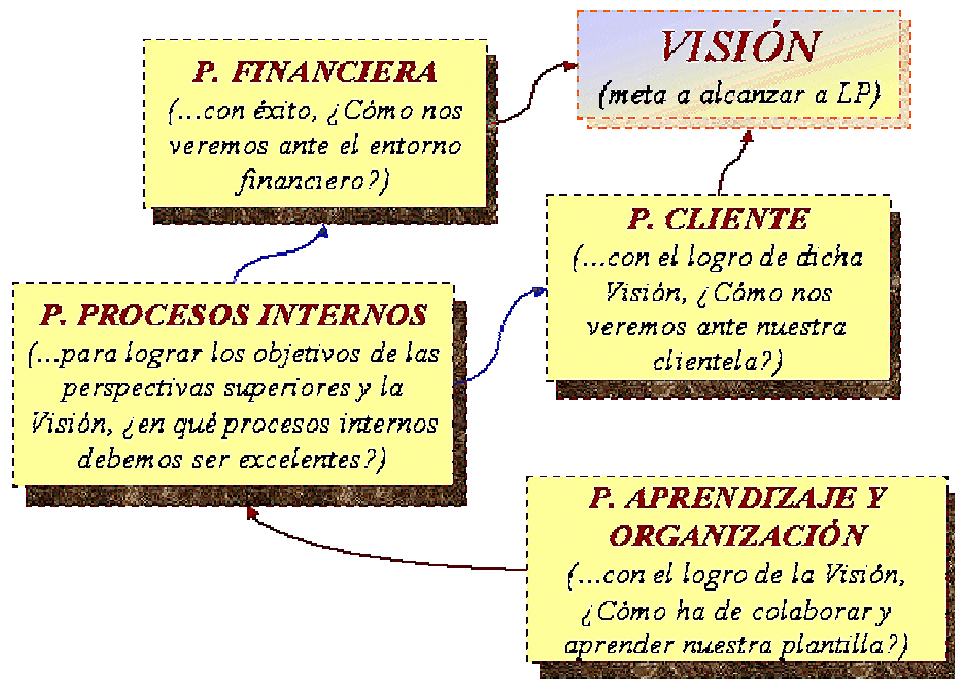 P. FINANCIERA
(...con éxito, ¿Cómo nos
veremos ante el entorno
financiero?)
VISIÓN
(meta a alcanzar a LP)
P. CLIENTE
(...con el logro de dicha
Visión, ¿Cómo nos
veremos ante nuestra
clientela?)
P. PROCESOS INTERNOS
(...para lograr los objetivos de las
perspectivas superiores y la
Visión, ¿en qué procesos internos
debemos ser excelentes?)
P. APRENDIZAJE Y
ORGANIZACIÓN
(...con el logro de la Visión,
¿Cómo ha de colaborar y
aprender nuestra plantilla?)